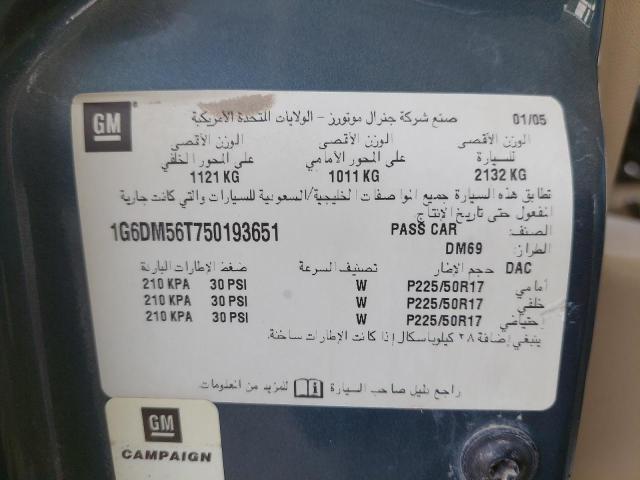 GM
صنع شركة جنرال موتورز - الولايات المتحدة الأمريكية 01/05
الوزن الأقصى الوزن الأقصى الوزن الأقصى
للسيارة على المحور الأمامي على المحور الخلفي
2132 KG 1011 KG 1121 KG
تطابق هذه السيارة جميع المواصفات الخليجية/السعودية للسيارات والتي كانت جارية
المفعول حتى تاريخ الإنتاج
الصنف: PASS CAR 1G6DM56T750193651
الطراز: DM69
DAC حجم الإطار تصنيف السرعة ضغط الإطارات الباردة
أمامي P225/50R17 W 30 PSI 210 KPA
خلفي P225/50R17 W 30 PSI 210 KPA
إحتياطي P225/50R17 W 30 PSI 210 KPA
ينبغي إضافة ٢٨ كيلوباسكال إذا كانت الإطارات ساخنة.
راجع دليل صاحب السيارة للمزيد من المعلومات.
GM
CAMPAIGN